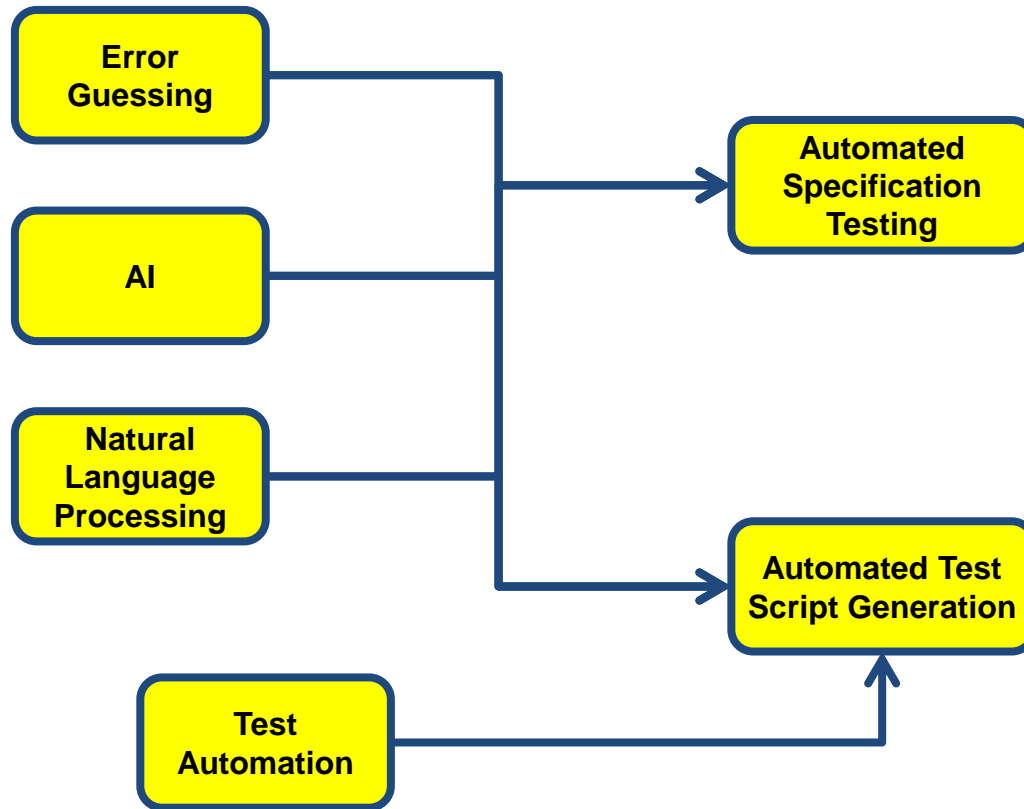 Error
Guessing
Automated
Specification
Testing
AI
Natural
Language
Processing
Automated Test
Script Generation
Test
Automation